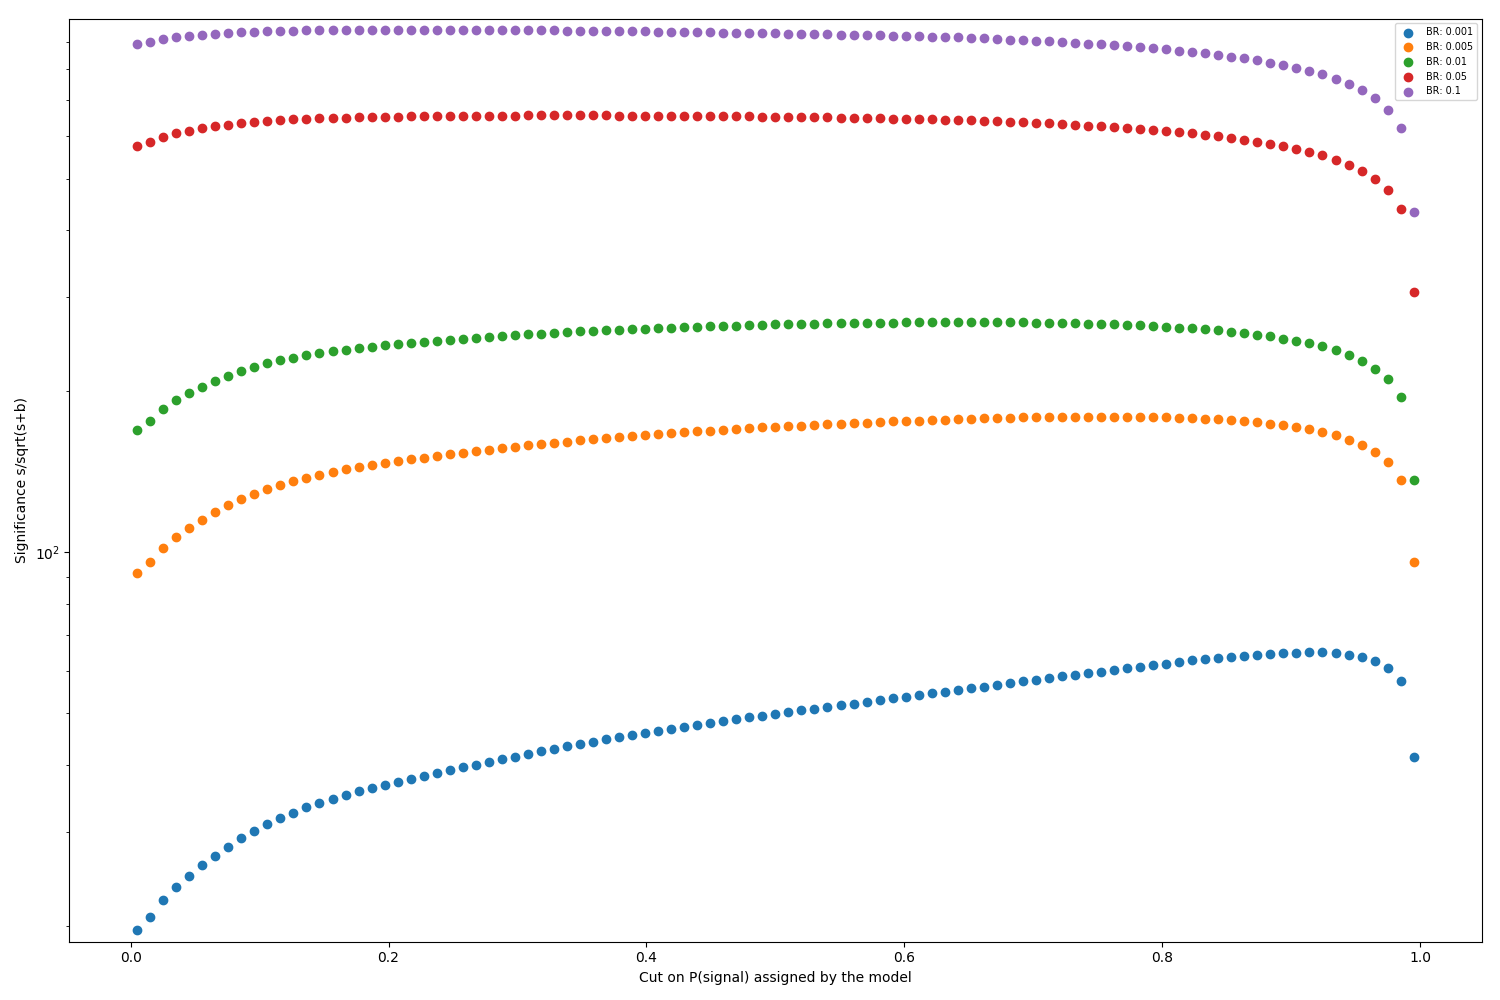 BR: 0.001
BR: 0.005
BR: 0.01
BR: 0.05
BR: 0.1
Significance s/sqrt(s+b)
10²
0.0 0.2 0.4 0.6 0.8 1.0
Cut on P(signal) assigned by the model